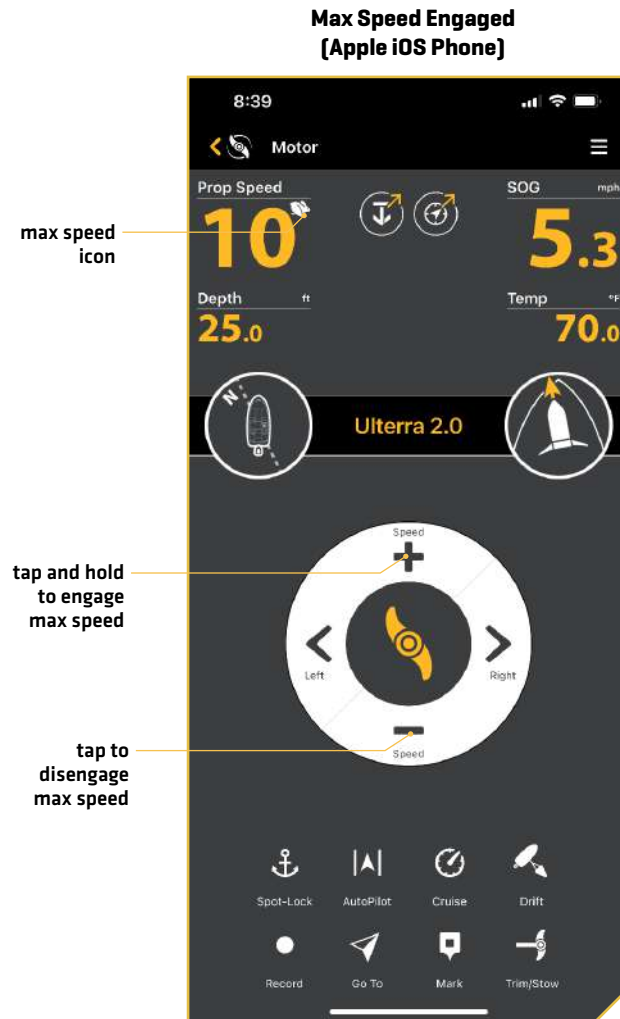 Max Speed Engaged
(Apple iOS Phone)
8:39
Motor
Prop Speed
10
SOG mph
5.3
max speed
icon
Depth ft
25.0
Temp °F
70.0
N
Ulterra 2.0
Speed
tap and hold
to engage
max speed
Left
Right
Speed
tap to
disengage
max speed
Spot-Lock AutoPilot Cruise Drift
Record Go To Mark Trim/Stow